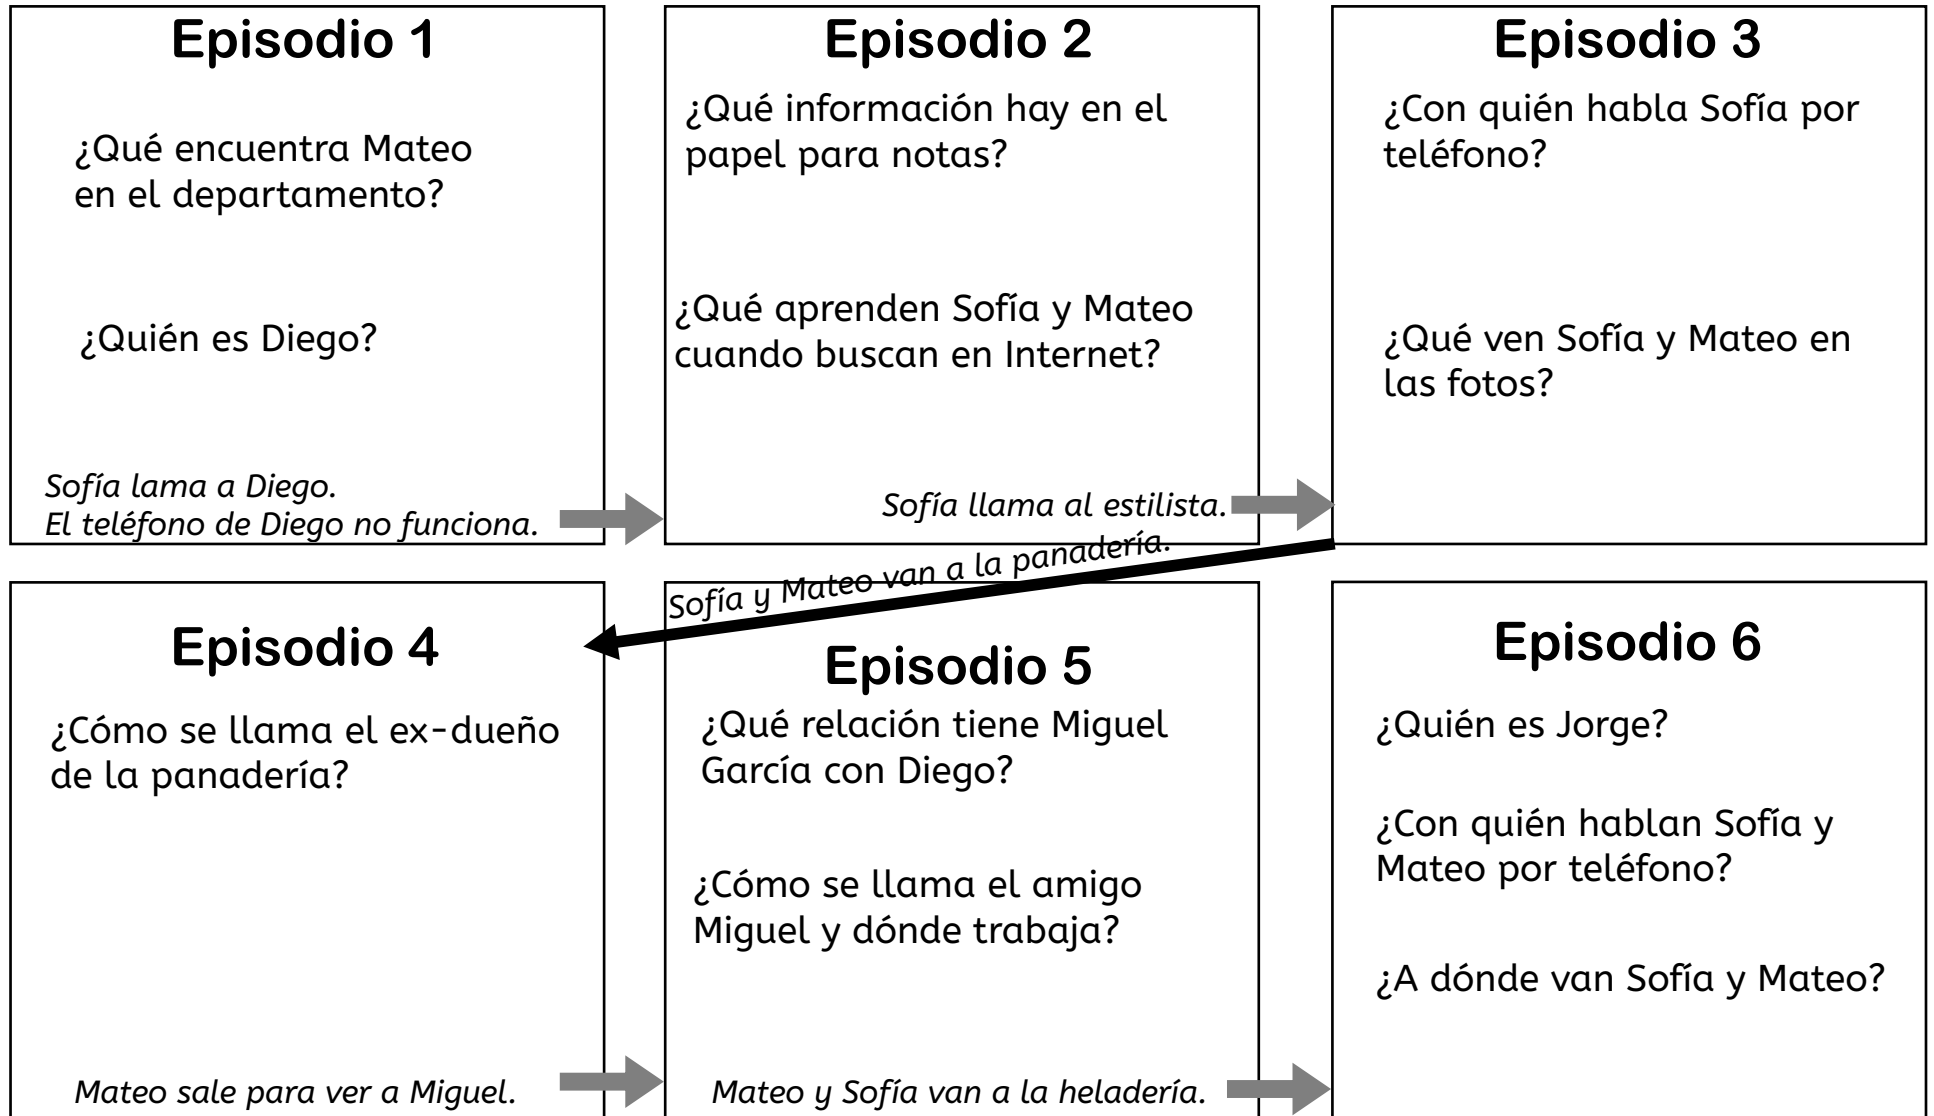 Episodio 1
¿Qué encuentra Mateo
en el departamento?
¿Quién es Diego?
Sofía lama a Diego.
El teléfono de Diego no funciona.
Episodio 2
¿Qué información hay en el
papel para notas?
¿Qué aprenden Sofía y Mateo
cuando buscan en Internet?
Sofía llama al estilista.
Episodio 3
¿Con quién habla Sofía por
teléfono?
¿Qué ven Sofía y Mateo en
las fotos?
Sofía y Mateo van a la panadería.
Episodio 4
¿Cómo se llama el ex-dueño
de la panadería?
Mateo sale para ver a Miguel.
Episodio 5
¿Qué relación tiene Miguel
García con Diego?
¿Cómo se llama el amigo
Miguel y dónde trabaja?
Mateo y Sofía van a la heladería.
Episodio 6
¿Quién es Jorge?
¿Con quién hablan Sofía y
Mateo por teléfono?
¿A dónde van Sofía y Mateo?